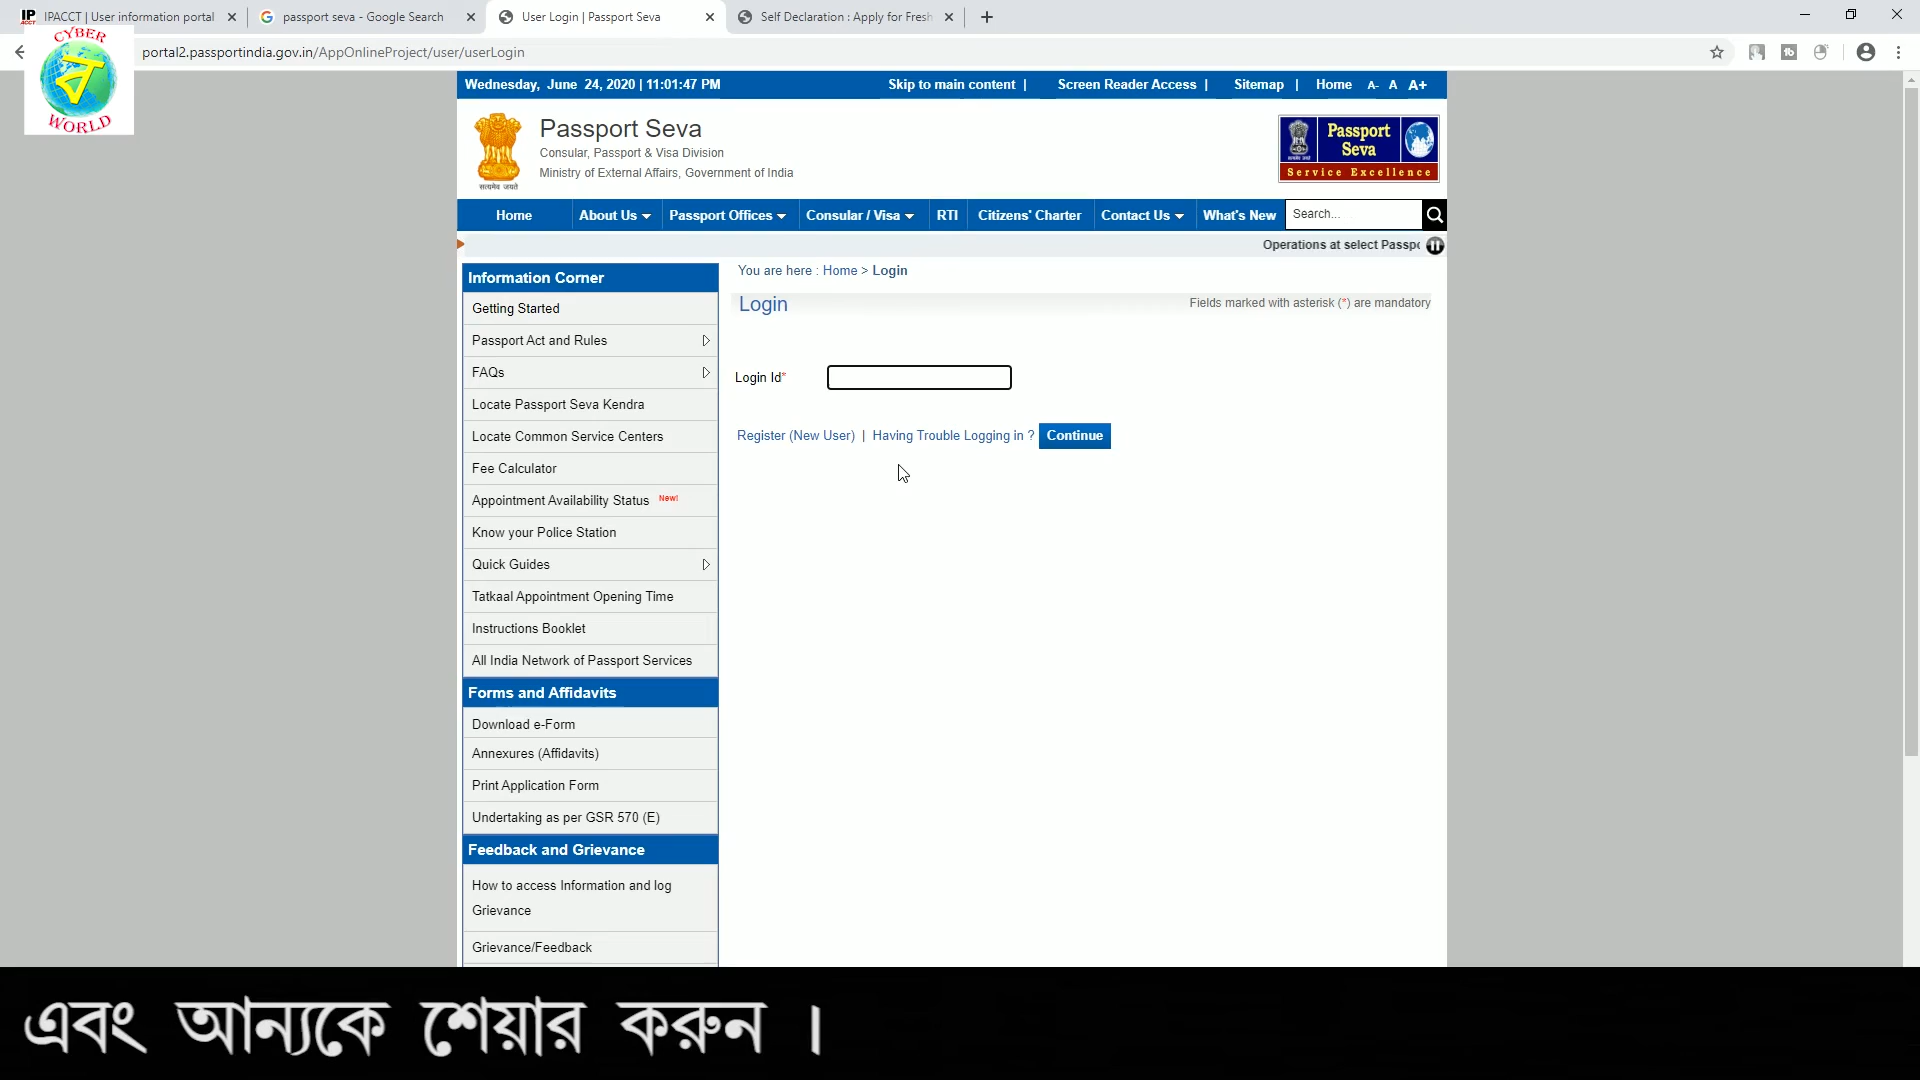 IPACCT | User information portal
passport seva - Google Search
User Login | Passport Seva
Self Declaration : Apply for Fresh
CYBER
ব
WORLD
portal2.passportindia.gov.in/AppOnlineProject/user/userLogin
Wednesday, June 24, 2020 | 11:01:47 PM
Skip to main content |
Screen Reader Access |
Sitemap |
Home
A- A A+
Passport Seva
Consular, Passport & Visa Division
Ministry of External Affairs, Government of India
सत्यमेव जयते
Passport
Seva
Service Excellence
Home
About Us
Passport Offices
Consular / Visa
RTI
Citizens' Charter
Contact Us
What's New
Search...
Operations at select Passpo
Information Corner
Getting Started
Passport Act and Rules
FAQs
Locate Passport Seva Kendra
Locate Common Service Centers
Fee Calculator
Appointment Availability Status New!
Know your Police Station
Quick Guides
Tatkaal Appointment Opening Time
Instructions Booklet
All India Network of Passport Services
Forms and Affidavits
Download e-Form
Annexures (Affidavits)
Print Application Form
Undertaking as per GSR 570 (E)
Feedback and Grievance
How to access Information and log
Grievance
Grievance/Feedback
You are here : Home > Login
Login
Fields marked with asterisk (*) are mandatory
Login Id*
Register (New User) | Having Trouble Logging in ? Continue
এবং আন্যকে শেয়ার করুন ।